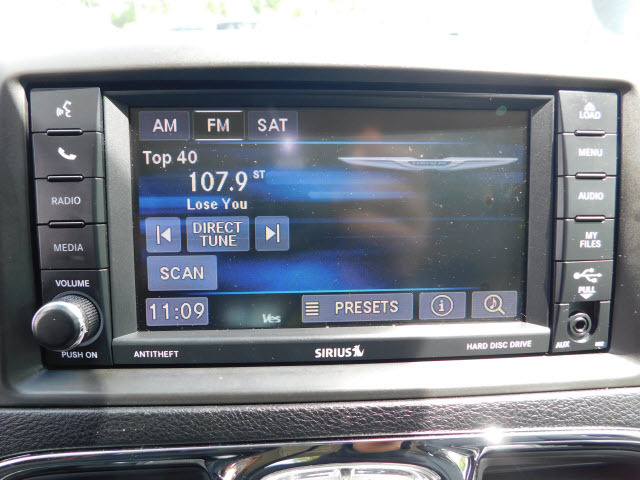 AM FM SAT
Top 40
107.9 ST
Lose You
DIRECT
TUNE
SCAN
11:09
Ves
PRESETS
i
RADIO
MEDIA
VOLUME
PUSH ON
LOAD
MENU
AUDIO
MY
FILES
PULL
AUX
ANTITHEFT
SIRIUS
HARD DISC DRIVE